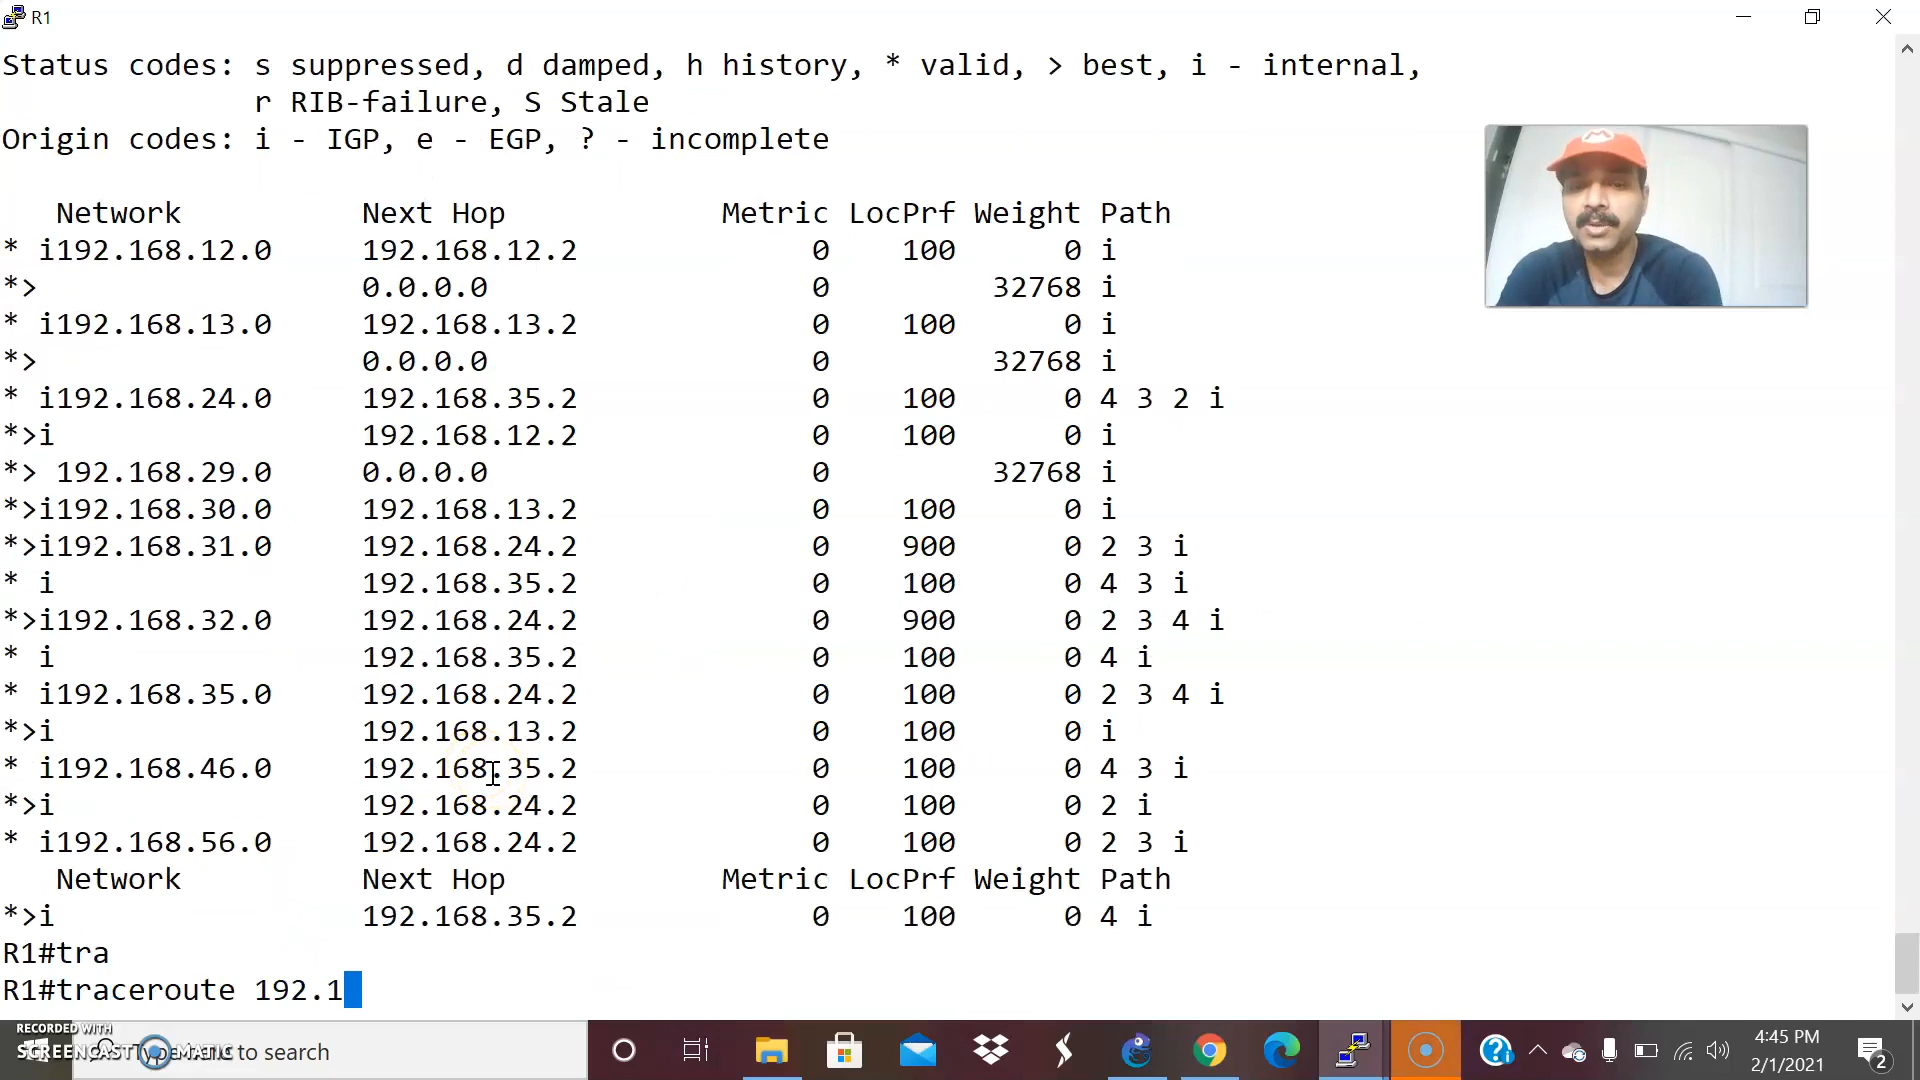 R1
Status codes: s suppressed, d damped, h history, * valid, > best, i - internal,
r RIB-failure, S Stale
Origin codes: i - IGP, e - EGP, ? - incomplete
Network Next Hop Metric LocPrf Weight Path
* i192.168.12.0 192.168.12.2 0 100 0 i
*> 0.0.0.0 0 32768 i
* i192.168.13.0 192.168.13.2 0 100 0 i
*> 0.0.0.0 0 32768 i
* i192.168.24.0 192.168.35.2 0 100 0 4 3 2 i
*>i 192.168.12.2 0 100 0 i
*> 192.168.29.0 0.0.0.0 0 32768 i
*>i192.168.30.0 192.168.13.2 0 100 0 i
*>i192.168.31.0 192.168.24.2 0 900 0 2 3 i
* i 192.168.35.2 0 100 0 4 3 i
*>i192.168.32.0 192.168.24.2 0 900 0 2 3 4 i
* i 192.168.35.2 0 100 0 4 i
* i192.168.35.0 192.168.24.2 0 100 0 2 3 4 i
*>i 192.168.13.2 0 100 0 i
* i192.168.46.0 192.168.35.2 0 100 0 4 3 i
*>i 192.168.24.2 0 100 0 2 i
* i192.168.56.0 192.168.24.2 0 100 0 2 3 i
Network Next Hop Metric LocPrf Weight Path
*>i 192.168.35.2 0 100 0 4 i
R1#tra
R1#traceroute 192.1
RECORDED WITH
SCREENCAST MATIC
Type here to search
4:45 PM
2/1/2021
2